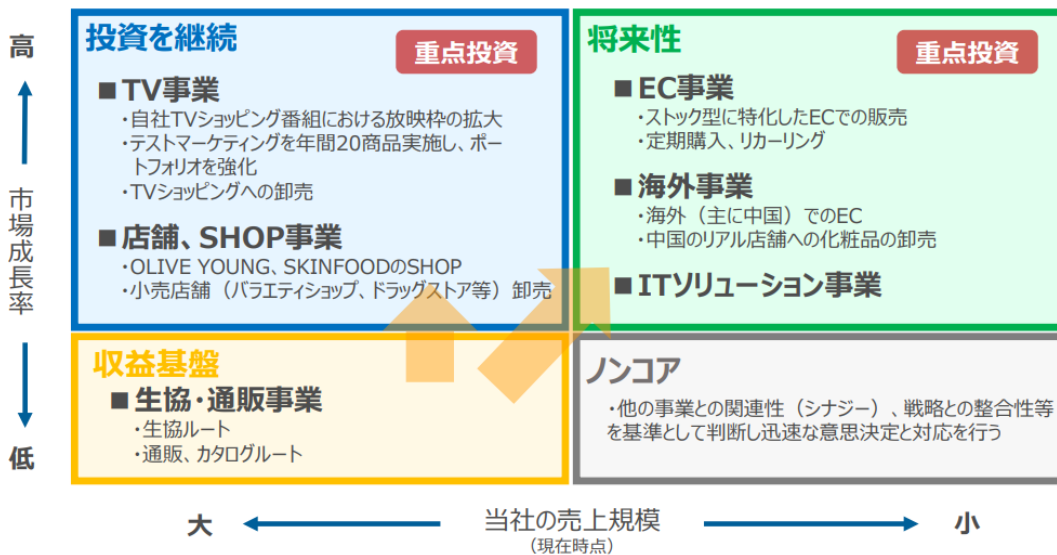 高
市場成長率
低
投資を継続
重点投資
■TV事業
・自社TVショッピング番組における放映枠の拡大
・テストマーケティングを年間20商品実施し、ポー
トフォリオを強化
・TVショッピングへの卸売
■店舗、SHOP事業
・OLIVE YOUNG、SKINFOODのSHOP
・小売店舗（バラエティショップ、ドラッグストア等）卸売
将来性
重点投資
■EC事業
・ストック型に特化したECでの販売
・定期購入、リカーリング
■海外事業
・海外（主に中国）でのEC
・中国のリアル店舗への化粧品の卸売
■ITソリューション事業
収益基盤
■生協・通販事業
・生協ルート
・通販、カタログルート
ノンコア
・他の事業との関連性（シナジー）、戦略との整合性等
を基準として判断し迅速な意思決定と対応を行う
大
当社の売上規模
（現在時点）
小